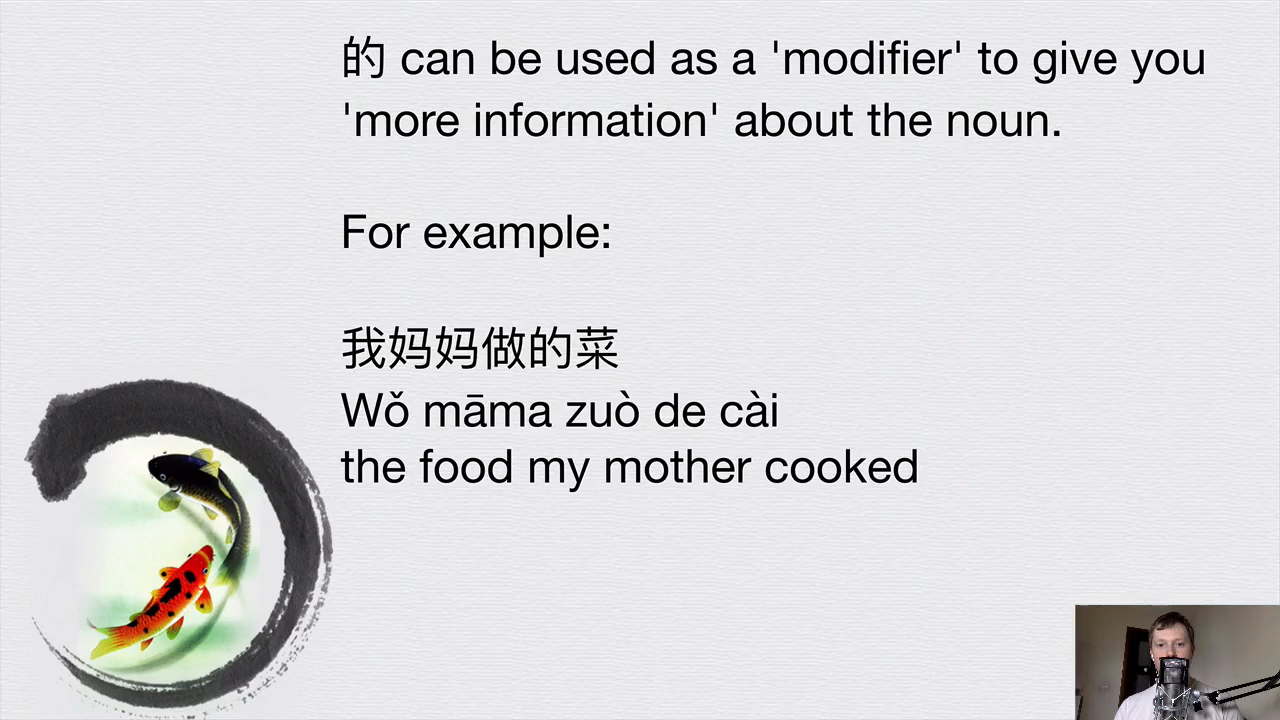 的 can be used as a 'modifier' to give you
'more information' about the noun.
For example:
我妈妈做的菜
Wǒ māma zuò de cài
the food my mother cooked